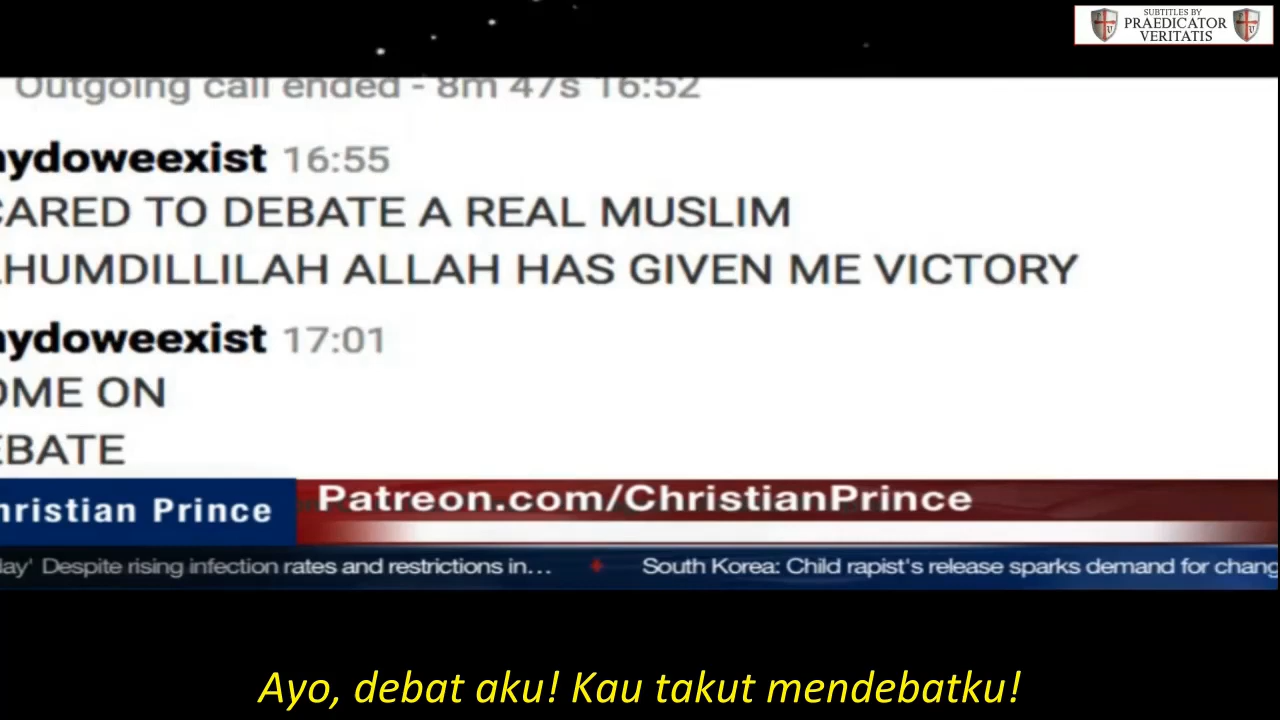 SUBTITLES BY
PRAEDICATOR
VERITATIS
Outgoing call ended - 8m 47s 16:52
ydoweexist 16:55
CARED TO DEBATE A REAL MUSLIM
HUMDILLILAH ALLAH HAS GIVEN ME VICTORY
ydoweexist 17:01
OME ON
EBATE
hristian Prince
Patreon.com/ChristianPrince
lay' Despite rising infection rates and restrictions in... South Korea: Child rapist's release sparks demand for chang
Ayo, debat aku! Kau takut mendebatku!